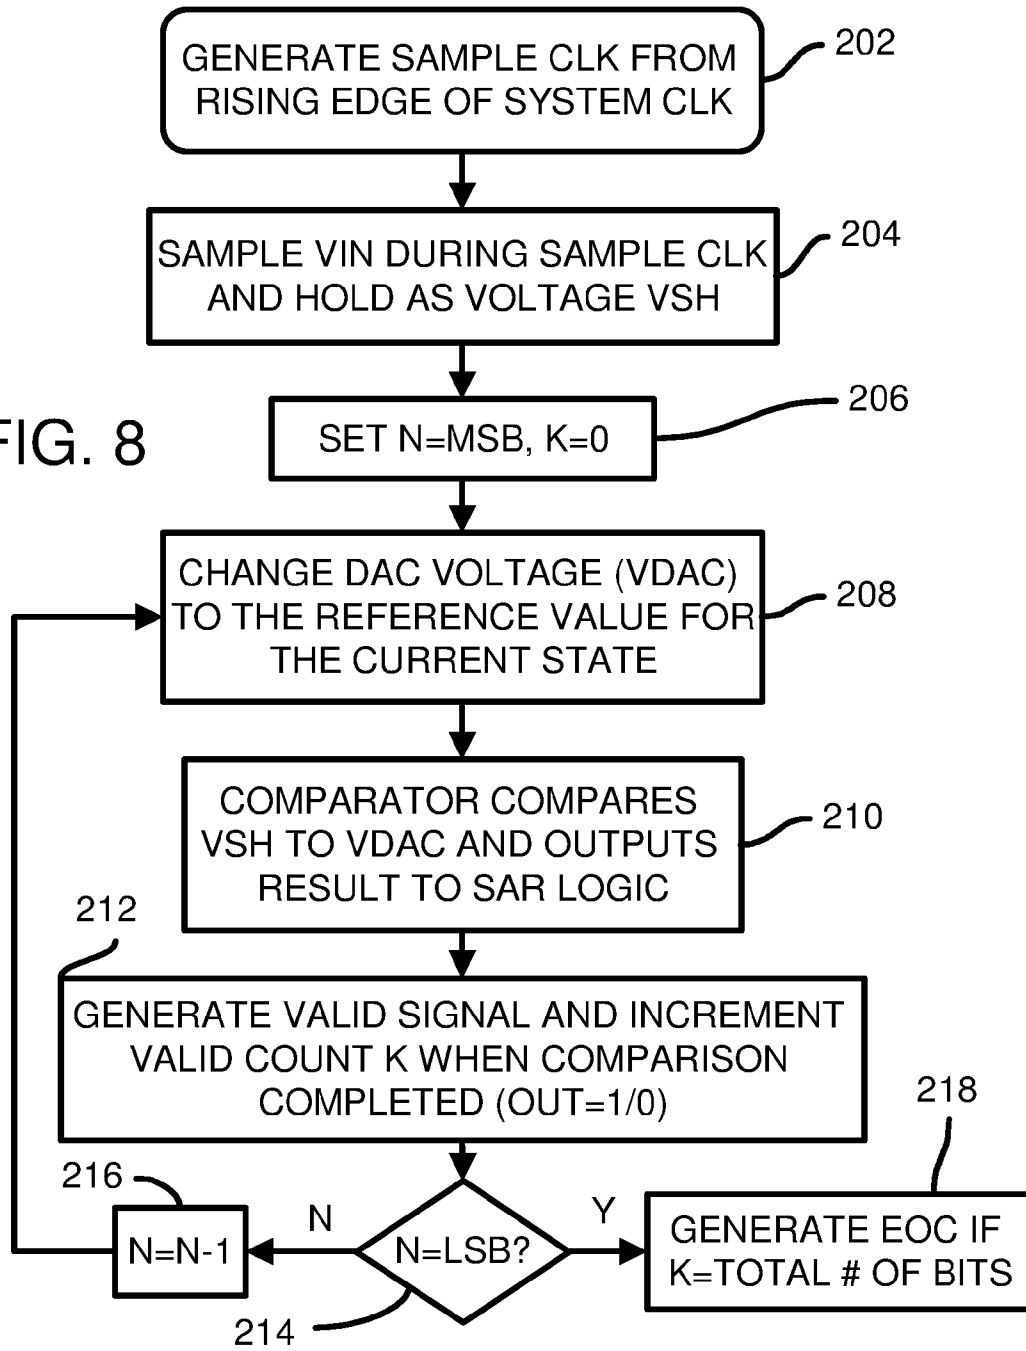 GENERATE SAMPLE CLK FROM
RISING EDGE OF SYSTEM CLK
202
SAMPLE VIN DURING SAMPLE CLK
AND HOLD AS VOLTAGE VSH
204
FIG. 8
SET N=MSB, K=0
206
CHANGE DAC VOLTAGE (VDAC)
TO THE REFERENCE VALUE FOR
THE CURRENT STATE
208
COMPARATOR COMPARES
VSH TO VDAC AND OUTPUTS
RESULT TO SAR LOGIC
210
212
GENERATE VALID SIGNAL AND INCREMENT
VALID COUNT K WHEN COMPARISON
COMPLETED (OUT=1/0)
216
N=N-1
N
N=LSB?
214
Y
218
GENERATE EOC IF
K=TOTAL # OF BITS